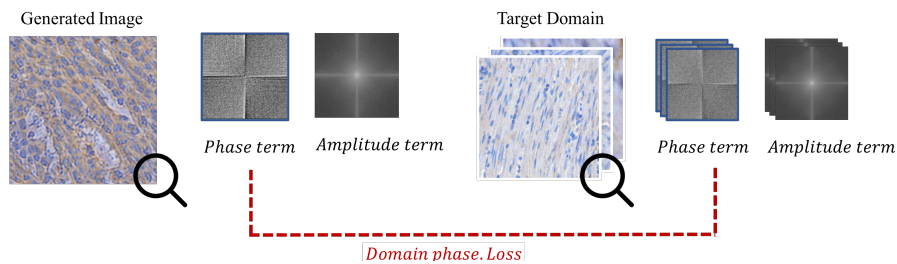 Generated Image
Target Domain
Phase term
Amplitude term
Phase term
Amplitude term
Domain phase. Loss